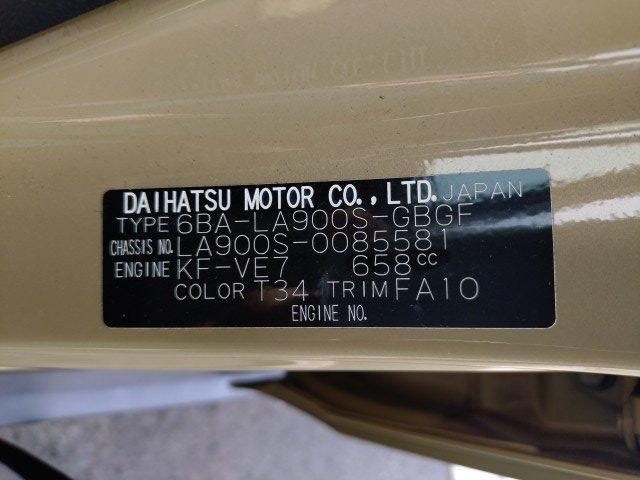 DAIHATSU MOTOR CO., LTD. JAPAN
TYPE 6BA-LA900S-GBGF
CHASSIS NO. LA900S-0085581
ENGINE KF-VE7 658cc
COLOR T34 TRIM FA10
ENGINE NO.